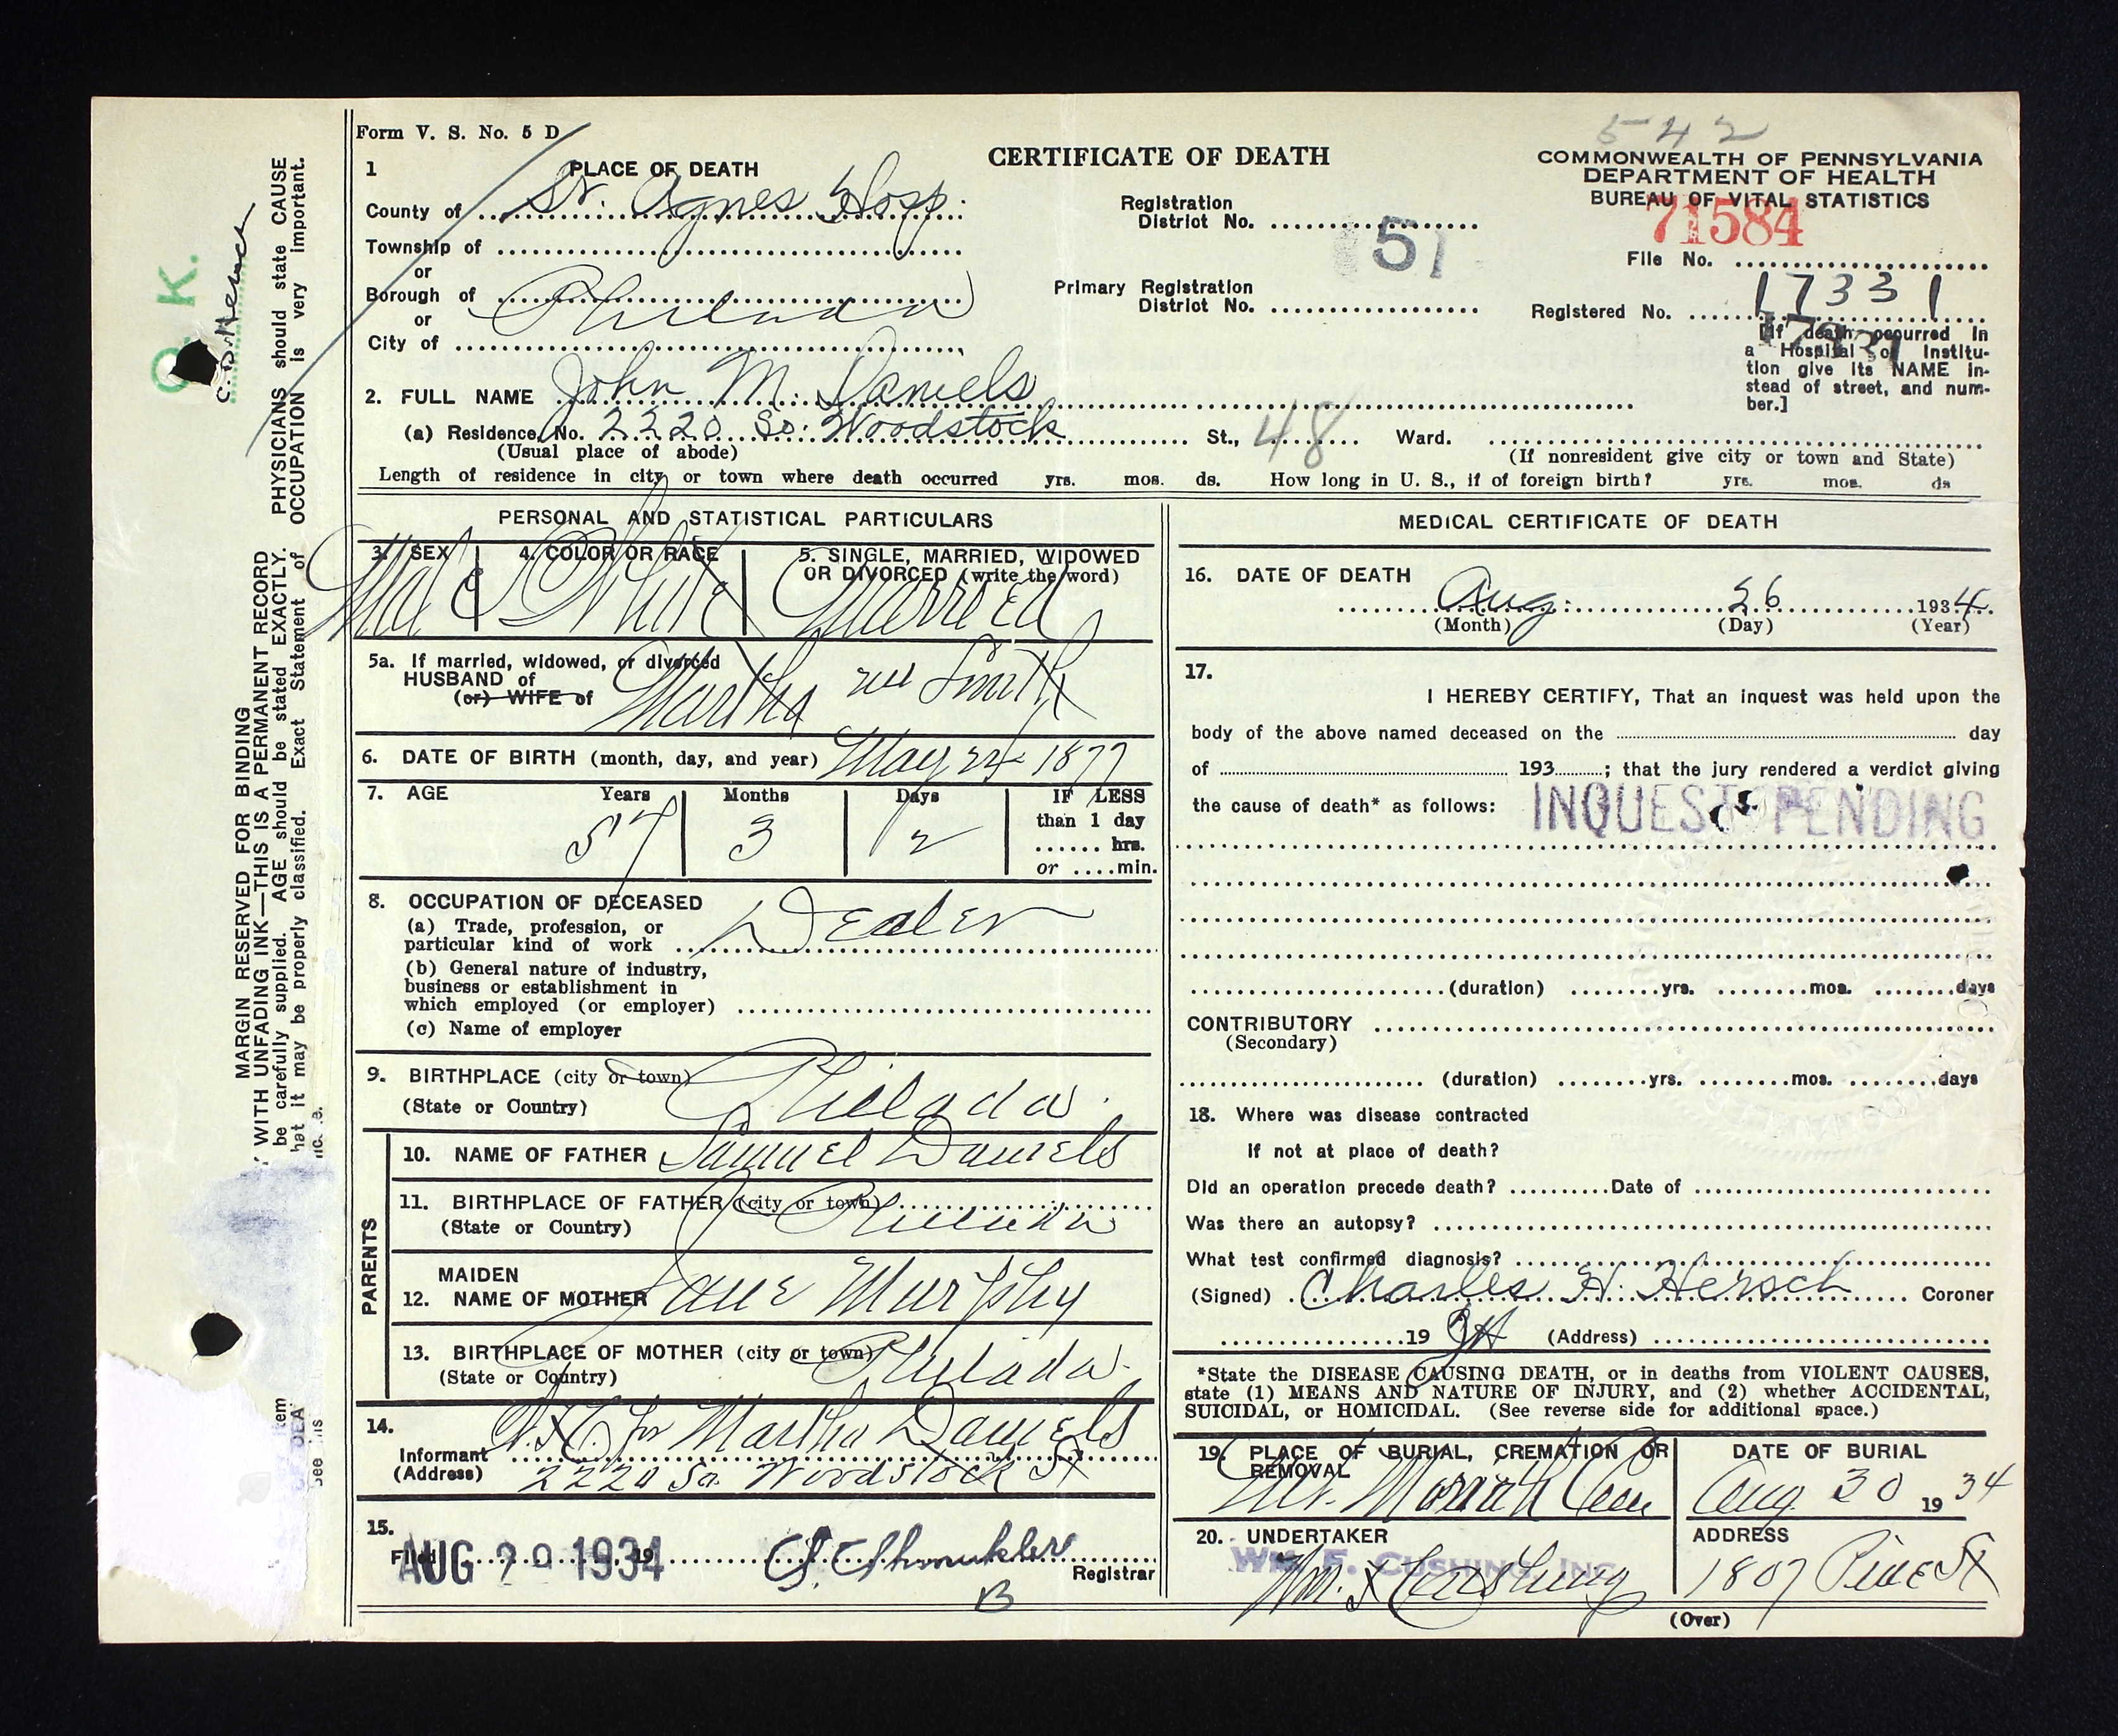 Form V. S. No. 5 D
542
CERTIFICATE OF DEATH
COMMONWEALTH OF PENNSYLVANIA
DEPARTMENT OF HEALTH
BUREAU OF VITAL STATISTICS
71584
File No.
Registered No. 17331
17331
[If death occurred in
a Hospital or Institu-
tion give its NAME in-
stead of street, and num-
ber.]
1 PLACE OF DEATH
County of St. Agnes Hosp.
Township of
or
Borough of Philada
or
City of
Registration
District No.
51
Primary Registration
District No.
2. FULL NAME John M. Daniels
(a) Residence, No. 2220 So. Woodstock St., 48 Ward.
(Usual place of abode) (If nonresident give city or town and State)
Length of residence in city or town where death occurred yrs. mos. ds. How long in U. S., if of foreign birth? yrs. mos. ds
PERSONAL AND STATISTICAL PARTICULARS
3. SEX 4. COLOR OR RACE 5. SINGLE, MARRIED, WIDOWED
OR DIVORCED (write the word)
Male White Married
5a. If married, widowed, or divorced
HUSBAND of
(or) WIFE of
Martha nee Smith
6. DATE OF BIRTH (month, day, and year) May 24 1877
7. AGE Years Months Days IF LESS
than 1 day
...... hrs.
or ....min.
57 3 2
8. OCCUPATION OF DECEASED
(a) Trade, profession, or
particular kind of work Dealer
(b) General nature of industry,
business or establishment in
which employed (or employer)
(c) Name of employer
9. BIRTHPLACE (city or town)
(State or Country) Philada.
PARENTS
10. NAME OF FATHER Samuel Daniels
11. BIRTHPLACE OF FATHER (city or town)
(State or Country) Philada
MAIDEN
12. NAME OF MOTHER Jane Murphy
13. BIRTHPLACE OF MOTHER (city or town)
(State or Country) Philada.
14.
Informant for Martha Daniels
(Address) 2220 So. Woodstock St
15.
Filed 19
AUG 29 1934
Registrar
B
MEDICAL CERTIFICATE OF DEATH
16. DATE OF DEATH
Aug. 26 1934
(Month) (Day) (Year)
17.
I HEREBY CERTIFY, That an inquest was held upon the
body of the above named deceased on the day
of 193 ; that the jury rendered a verdict giving
the cause of death* as follows: INQUEST PENDING
(duration) yrs. mos. days
CONTRIBUTORY
(Secondary)
(duration) yrs. mos. days
18. Where was disease contracted
If not at place of death?
Did an operation precede death? Date of
Was there an autopsy?
What test confirmed diagnosis?
(Signed) Charles H. Hersch Coroner
19 (Address)
*State the DISEASE CAUSING DEATH, or in deaths from VIOLENT CAUSES,
state (1) MEANS AND NATURE OF INJURY, and (2) whether ACCIDENTAL,
SUICIDAL, or HOMICIDAL. (See reverse side for additional space.)
19. PLACE OF BURIAL, CREMATION OR
REMOVAL
Mt. Moriah Cem
DATE OF BURIAL
Aug. 30 1934
20. UNDERTAKER
WM. F. CUSHING, INC.
Wm. F Cushing
ADDRESS
1807 Pine St
(Over)
O. K.
C. H. Hersch
MARGIN RESERVED FOR BINDING
WITH UNFADING INK—THIS IS A PERMANENT RECORD
be carefully supplied. AGE should be stated EXACTLY. PHYSICIANS should state CAUSE
hat it may be properly classified. Exact Statement of OCCUPATION is very important.